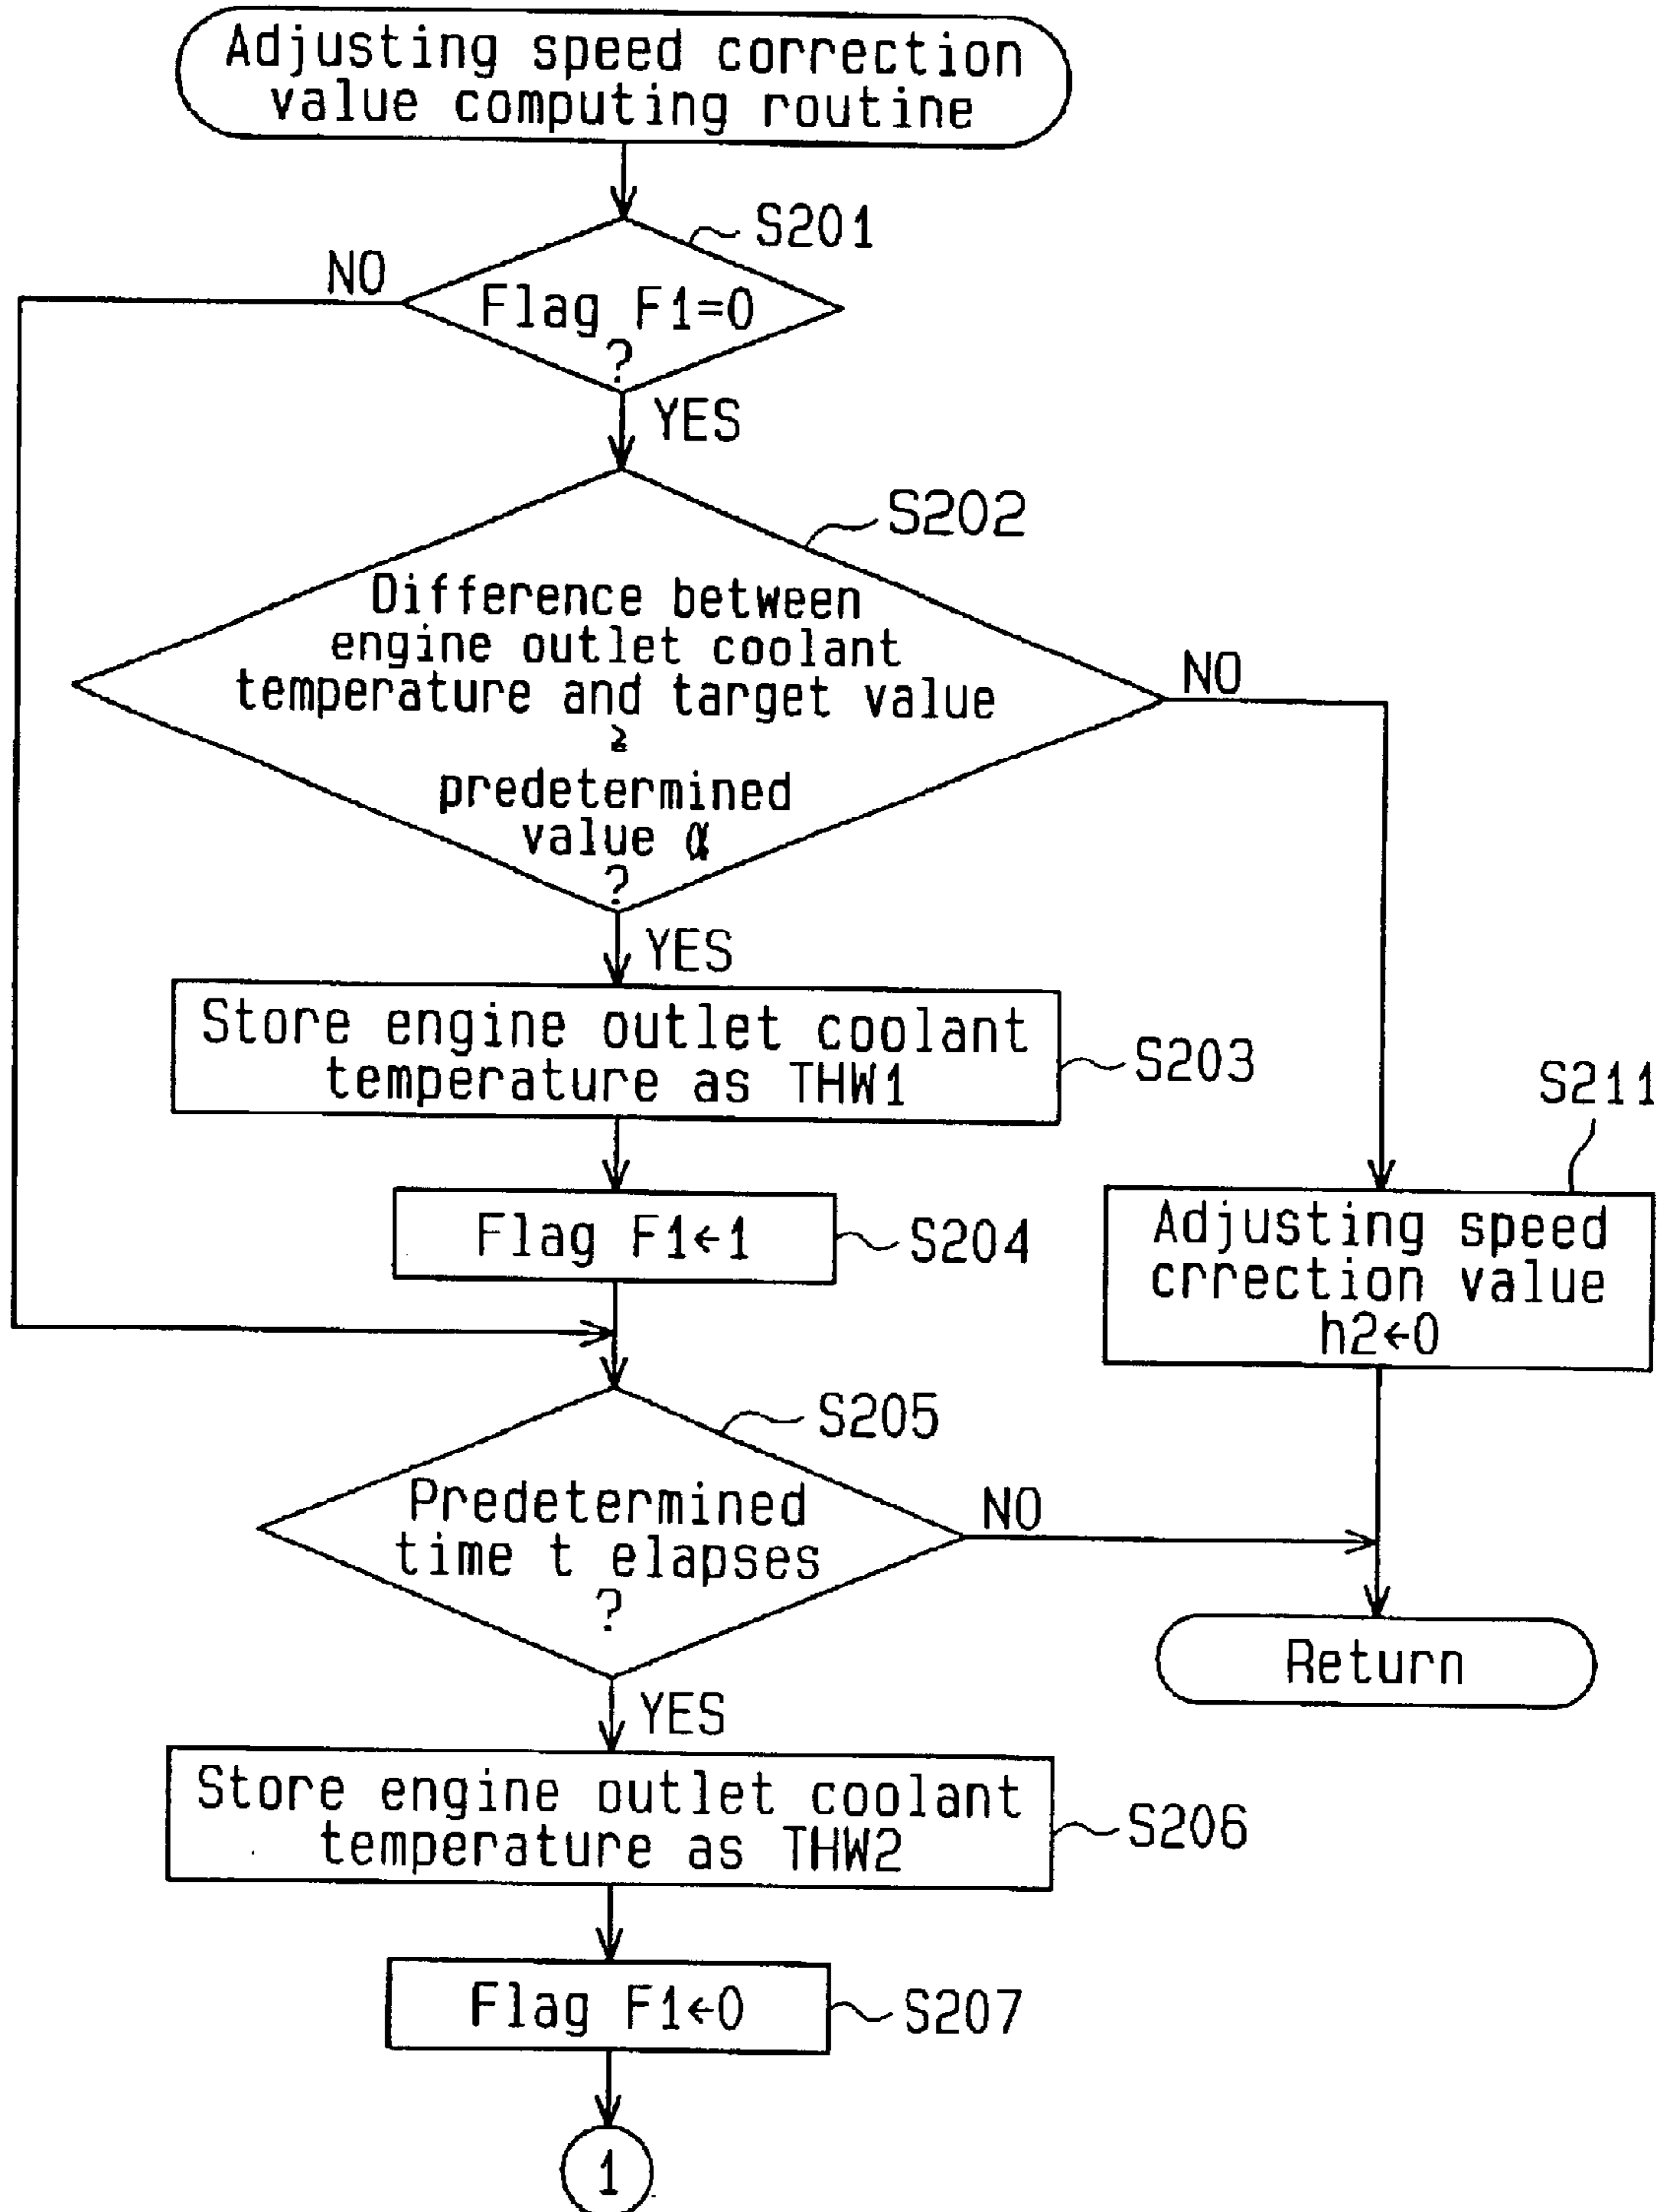 Adjusting speed correction
value computing routine
S201
NO
Flag F1=0
?
YES
S202
Difference between
engine outlet coolant
temperature and target value
≥
predetermined
value α
?
NO
YES
Store engine outlet coolant
temperature as THW1
S203
S211
Flag F1←1
S204
Adjusting speed
crrection value
h2←0
S205
Predetermined
time t elapses
?
NO
Return
YES
Store engine outlet coolant
temperature as THW2
S206
Flag F1←0
S207
1